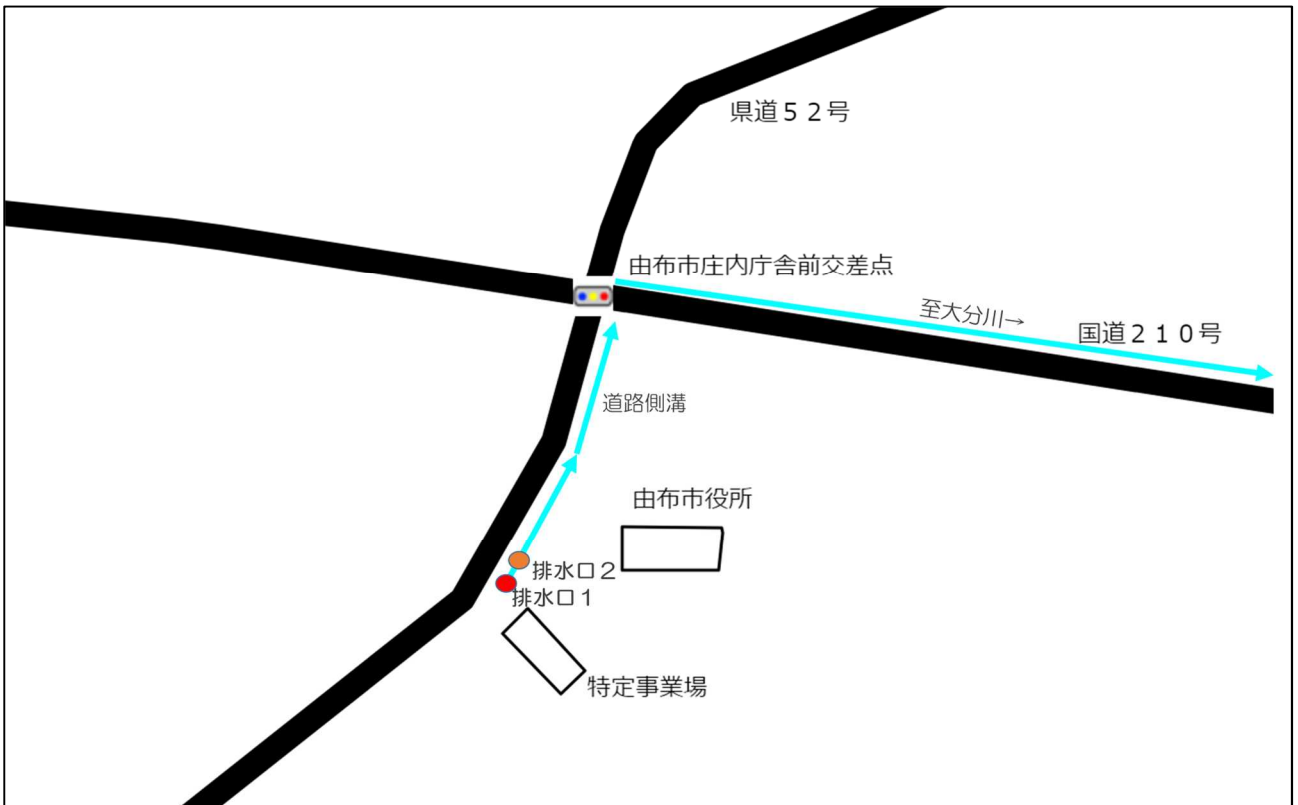 県道５２号
由布市庄内庁舎前交差点
至大分川→
国道２１０号
道路側溝
由布市役所
排水口２
排水口１
特定事業場